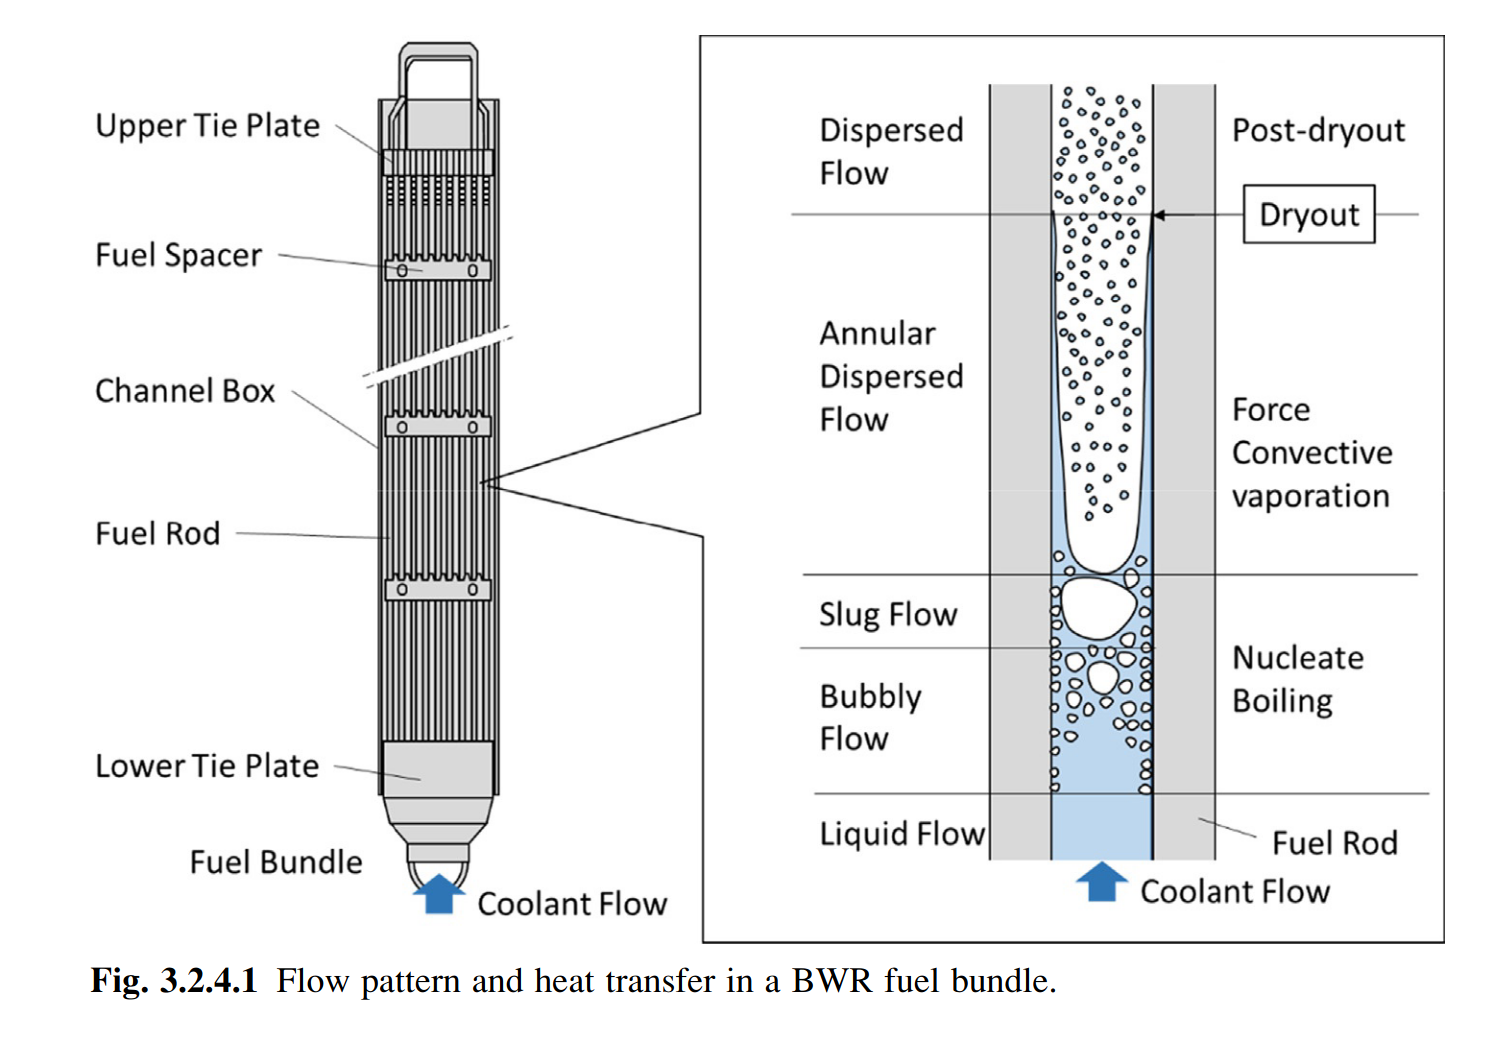 Upper Tie Plate
Fuel Spacer
Channel Box
Fuel Rod
Lower Tie Plate
Fuel Bundle
Coolant Flow
Dispersed
Flow
Annular
Dispersed
Flow
Slug Flow
Bubbly
Flow
Liquid Flow
Post-dryout
Dryout
Force
Convective
vaporation
Nucleate
Boiling
Fuel Rod
Coolant Flow
Fig. 3.2.4.1 Flow pattern and heat transfer in a BWR fuel bundle.